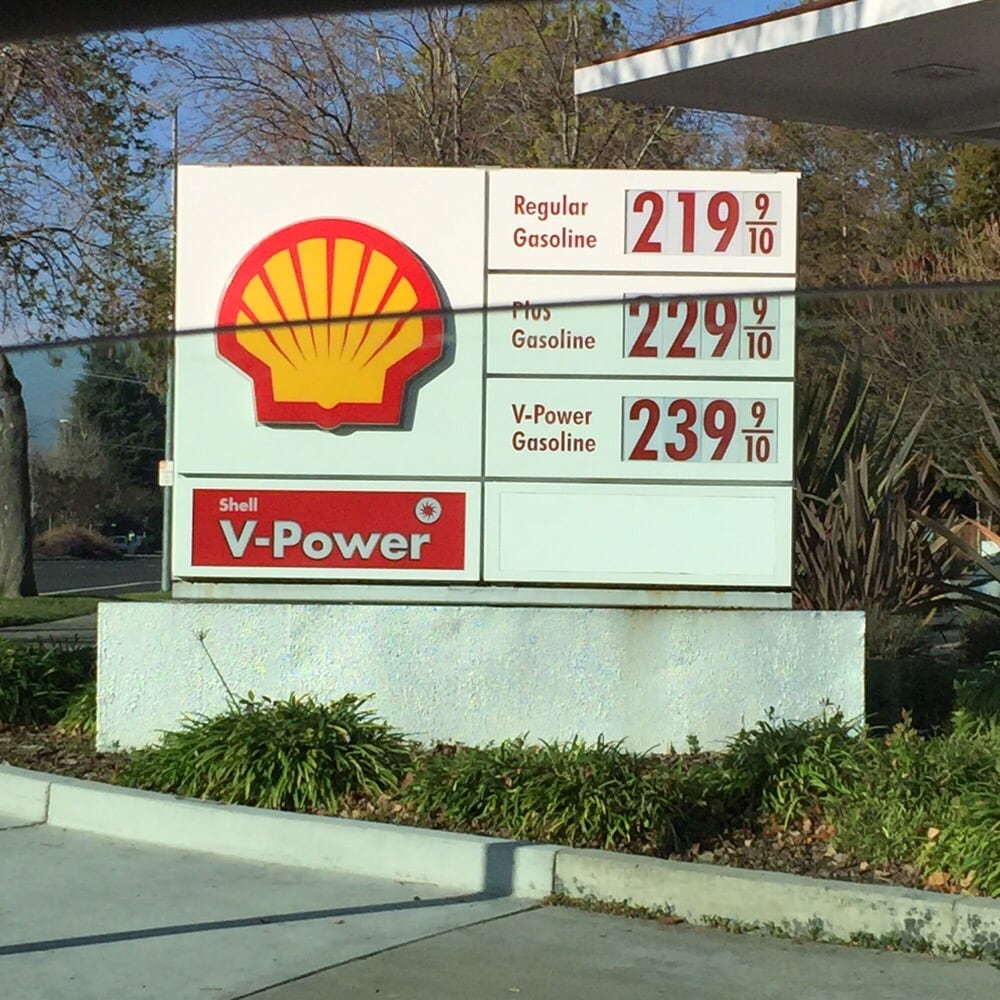 Regular
Gasoline
219 9/10
Plus
Gasoline
229 9/10
V-Power
Gasoline
239 9/10
Shell
V-Power